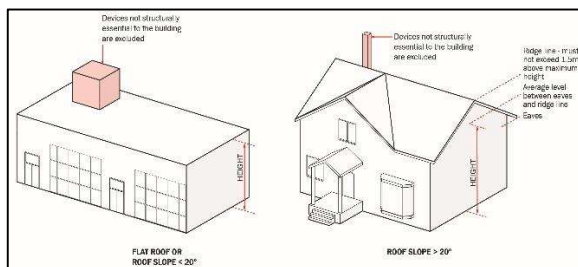 Devices not structurally
essential to the building
are excluded
HEIGHT
FLAT ROOF OR
ROOF SLOPE < 20°
Devices not structurally
essential to the building
are excluded
Ridge line - must
not exceed 1.5m
above maximum
height
Average level
between eaves
and ridge line
Eaves
HEIGHT
ROOF SLOPE > 20°